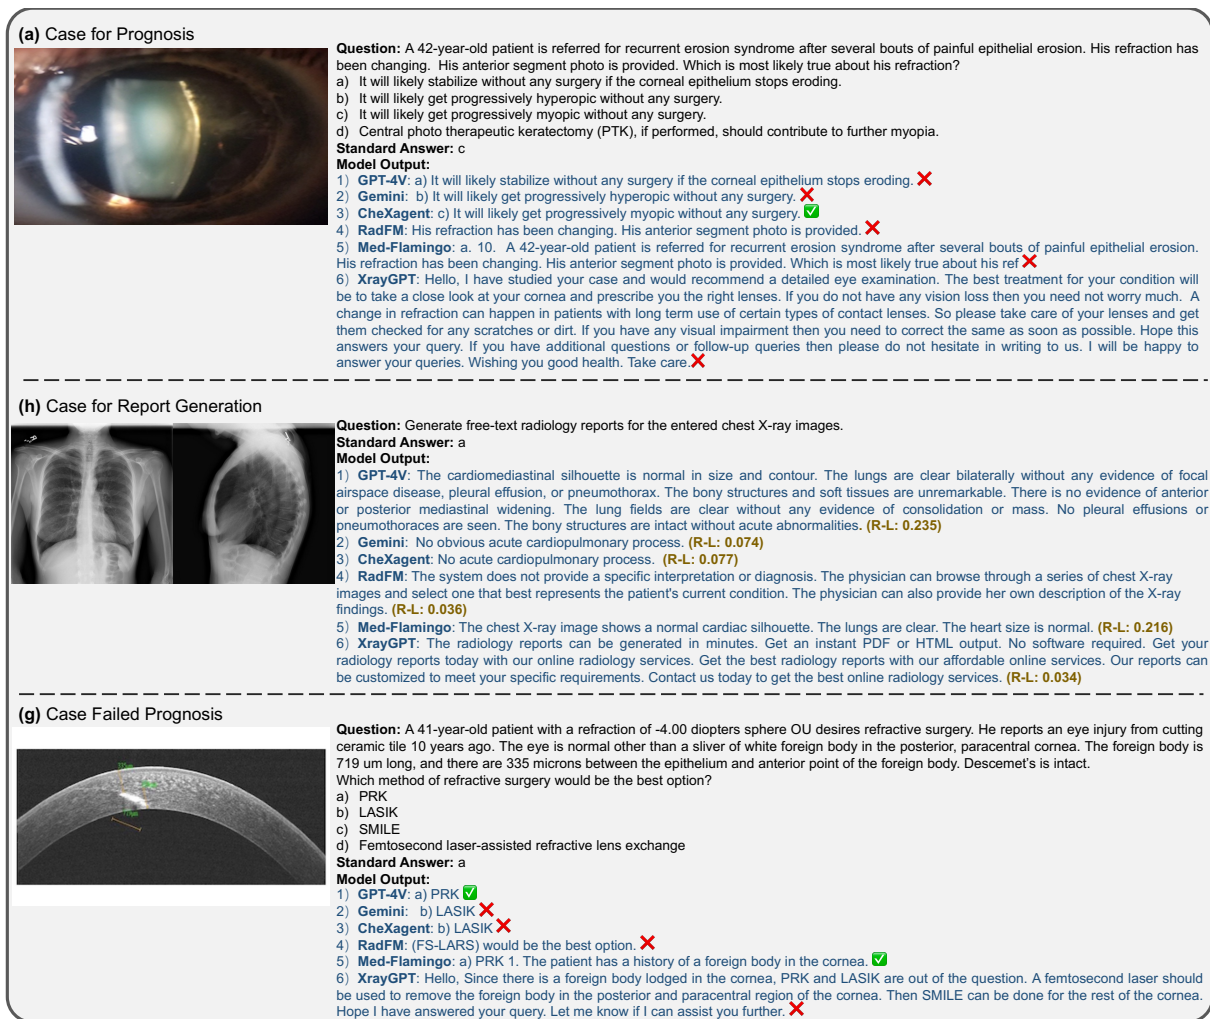 (a) Case for Prognosis
Question: A 42-year-old patient is referred for recurrent erosion syndrome after several bouts of painful epithelial erosion. His refraction has
been changing. His anterior segment photo is provided. Which is most likely true about his refraction?
a) It will likely stabilize without any surgery if the corneal epithelium stops eroding.
b) It will likely get progressively hyperopic without any surgery.
c) It will likely get progressively myopic without any surgery.
d) Central photo therapeutic keratectomy (PTK), if performed, should contribute to further myopia.
Standard Answer: c
Model Output:
1) GPT-4V: a) It will likely stabilize without any surgery if the corneal epithelium stops eroding. ❌
2) Gemini: b) It will likely get progressively hyperopic without any surgery. ❌
3) CheXagent: c) It will likely get progressively myopic without any surgery. ✅
4) RadFM: His refraction has been changing. His anterior segment photo is provided. ❌
5) Med-Flamingo: a. 10. A 42-year-old patient is referred for recurrent erosion syndrome after several bouts of painful epithelial erosion.
His refraction has been changing. His anterior segment photo is provided. Which is most likely true about his ref ❌
6) XrayGPT: Hello, I have studied your case and would recommend a detailed eye examination. The best treatment for your condition will
be to take a close look at your cornea and prescribe you the right lenses. If you do not have any vision loss then you need not worry much. A
change in refraction can happen in patients with long term use of certain types of contact lenses. So please take care of your lenses and get
them checked for any scratches or dirt. If you have any visual impairment then you need to correct the same as soon as possible. Hope this
answers your query. If you have additional questions or follow-up queries then please do not hesitate in writing to us. I will be happy to
answer your queries. Wishing you good health. Take care.❌
(h) Case for Report Generation
Question: Generate free-text radiology reports for the entered chest X-ray images.
Standard Answer: a
Model Output:
1) GPT-4V: The cardiomediastinal silhouette is normal in size and contour. The lungs are clear bilaterally without any evidence of focal
airspace disease, pleural effusion, or pneumothorax. The bony structures and soft tissues are unremarkable. There is no evidence of anterior
or posterior mediastinal widening. The lung fields are clear without any evidence of consolidation or mass. No pleural effusions or
pneumothoraces are seen. The bony structures are intact without acute abnormalities. (R-L: 0.235)
2) Gemini: No obvious acute cardiopulmonary process. (R-L: 0.074)
3) CheXagent: No acute cardiopulmonary process. (R-L: 0.077)
4) RadFM: The system does not provide a specific interpretation or diagnosis. The physician can browse through a series of chest X-ray
images and select one that best represents the patient's current condition. The physician can also provide her own description of the X-ray
findings. (R-L: 0.036)
5) Med-Flamingo: The chest X-ray image shows a normal cardiac silhouette. The lungs are clear. The heart size is normal. (R-L: 0.216)
6) XrayGPT: The radiology reports can be generated in minutes. Get an instant PDF or HTML output. No software required. Get your
radiology reports today with our online radiology services. Get the best radiology reports with our affordable online services. Our reports can
be customized to meet your specific requirements. Contact us today to get the best online radiology services. (R-L: 0.034)
(g) Case Failed Prognosis
Question: A 41-year-old patient with a refraction of -4.00 diopters sphere OU desires refractive surgery. He reports an eye injury from cutting
ceramic tile 10 years ago. The eye is normal other than a sliver of white foreign body in the posterior, paracentral cornea. The foreign body is
719 um long, and there are 335 microns between the epithelium and anterior point of the foreign body. Descemet's is intact.
Which method of refractive surgery would be the best option?
a) PRK
b) LASIK
c) SMILE
d) Femtosecond laser-assisted refractive lens exchange
Standard Answer: a
Model Output:
1) GPT-4V: a) PRK ✅
2) Gemini: b) LASIK ❌
3) CheXagent: b) LASIK ❌
4) RadFM: (FS-LARS) would be the best option. ❌
5) Med-Flamingo: a) PRK 1. The patient has a history of a foreign body in the cornea. ✅
6) XrayGPT: Hello, Since there is a foreign body lodged in the cornea, PRK and LASIK are out of the question. A femtosecond laser should
be used to remove the foreign body in the posterior and paracentral region of the cornea. Then SMILE can be done for the rest of the cornea.
Hope I have answered your query. Let me know if I can assist you further. ❌